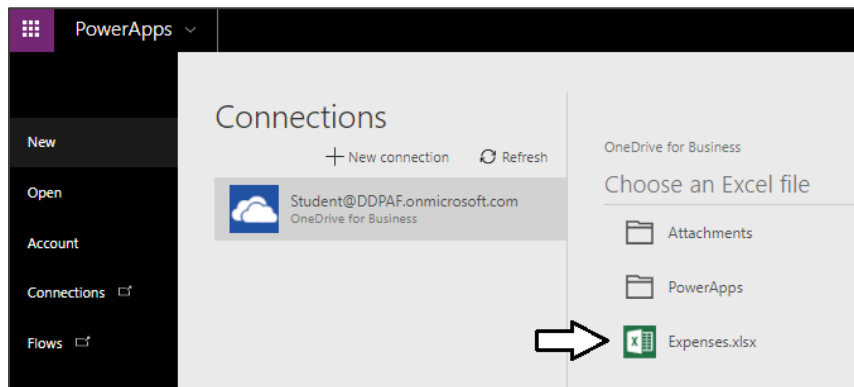 PowerApps
New
Open
Account
Connections
Flows
Connections
New connection
Refresh
Student@DDPAF.onmicrosoft.com
OneDrive for Business
OneDrive for Business
Choose an Excel file
Attachments
PowerApps
Expenses.xlsx